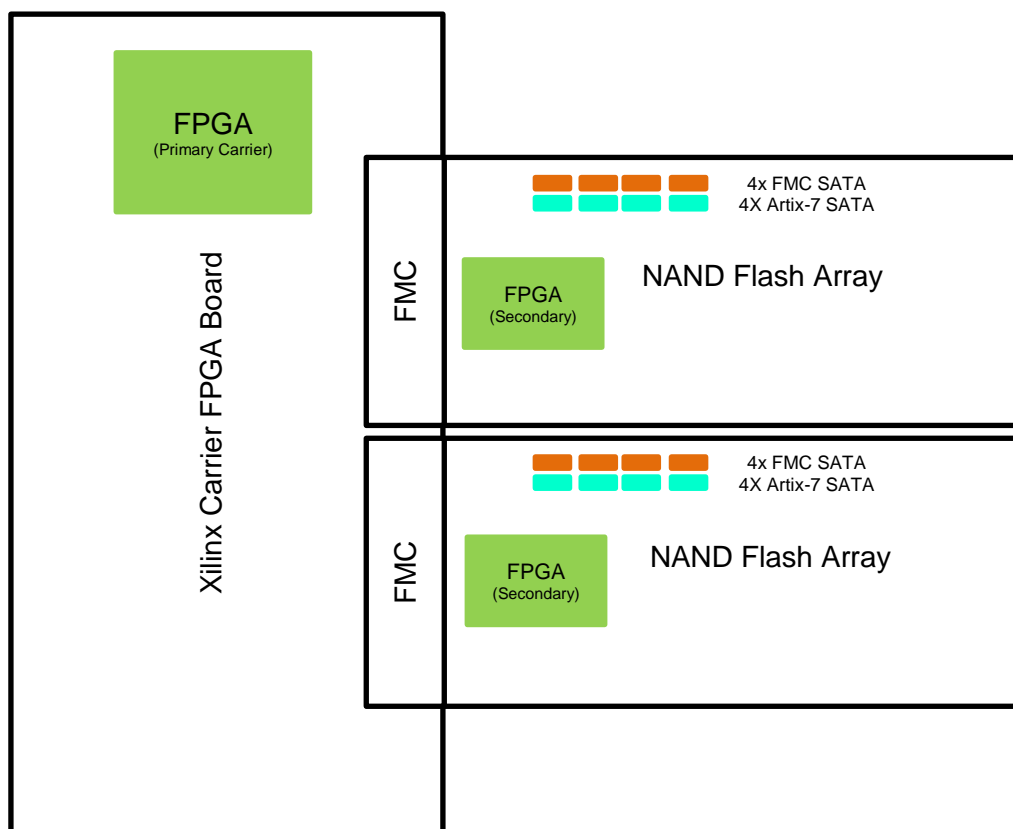 FPGA
(Primary Carrier)
Xilinx Carrier FPGA Board
FMC
4x FMC SATA
4X Artix-7 SATA
FPGA
(Secondary)
NAND Flash Array
FMC
4x FMC SATA
4X Artix-7 SATA
FPGA
(Secondary)
NAND Flash Array